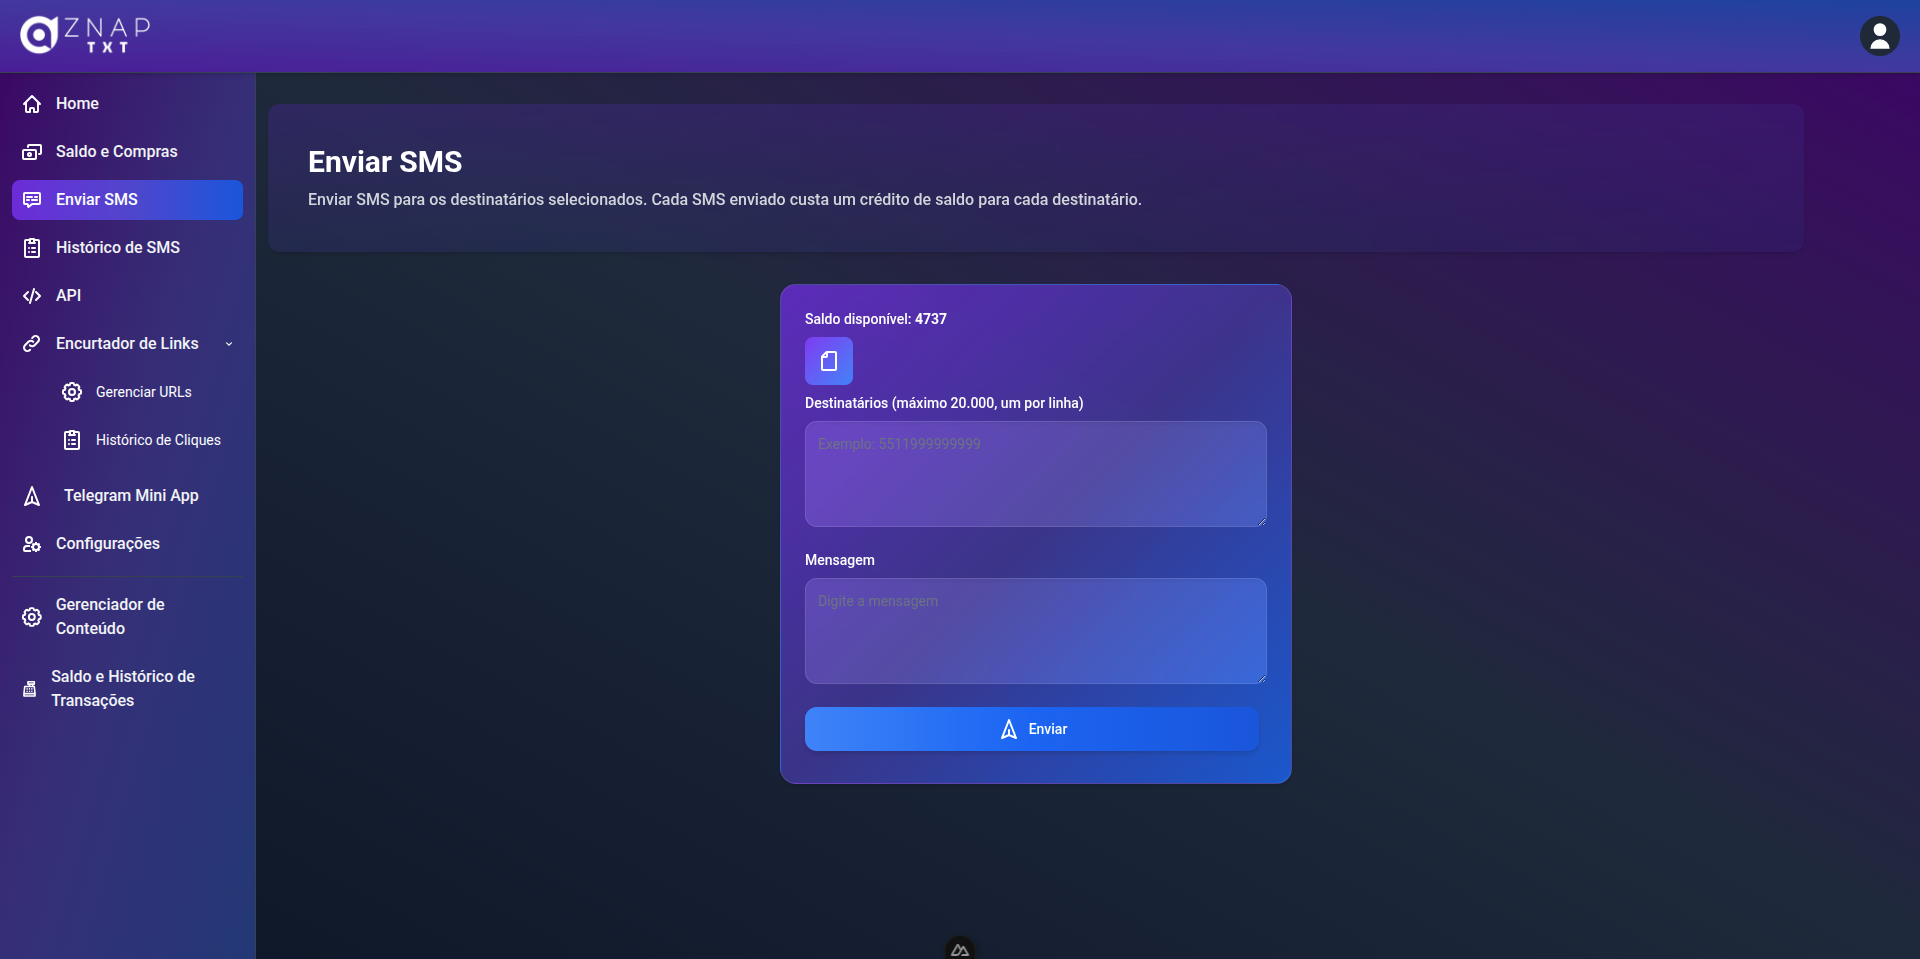 ZNAP
TXT
Home
Saldo e Compras
Enviar SMS
Histórico de SMS
API
Encurtador de Links
Gerenciar URLs
Histórico de Cliques
Telegram Mini App
Configurações
Gerenciador de
Conteúdo
Saldo e Histórico de
Transações
Enviar SMS
Enviar SMS para os destinatários selecionados. Cada SMS enviado custa um crédito de saldo para cada destinatário.
Saldo disponível: 4737
Destinatários (máximo 20.000, um por linha)
Exemplo: 5511999999999
Mensagem
Digite a mensagem
Enviar